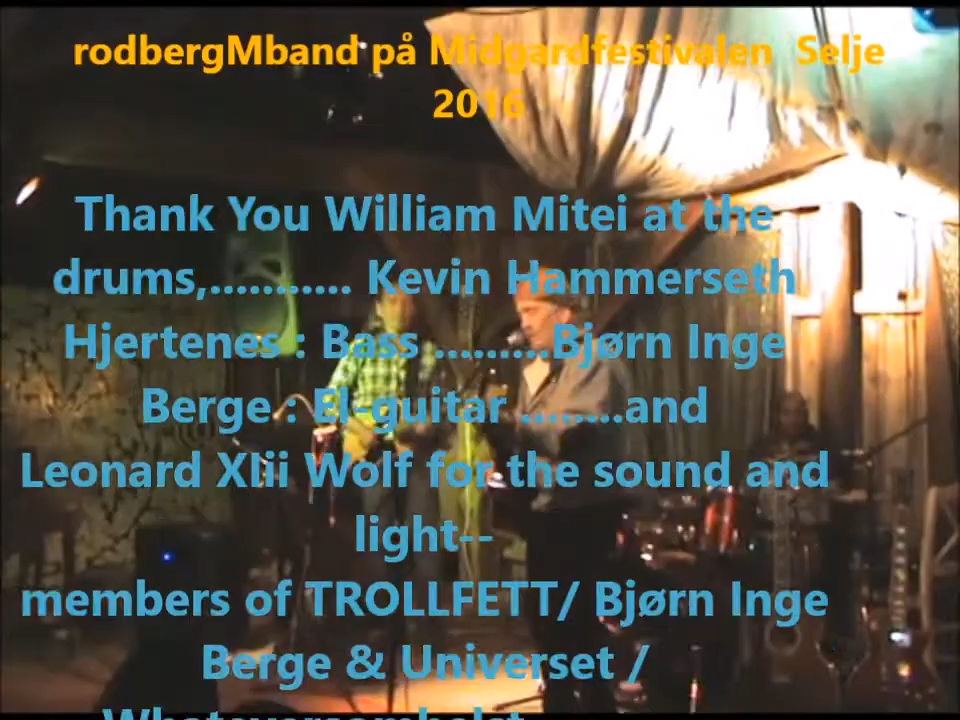 rodbergMband på Midgardfestivalen Selje
2016
Thank You William Mitei at the
drums,........... Kevin Hammerseth
Hjertenes : Bass .........Bjørn Inge
Berge : El-guitar ........and
Leonard XIii Wolf for the sound and
light--
members of TROLLFETT/ Bjørn Inge
Berge & Universet /